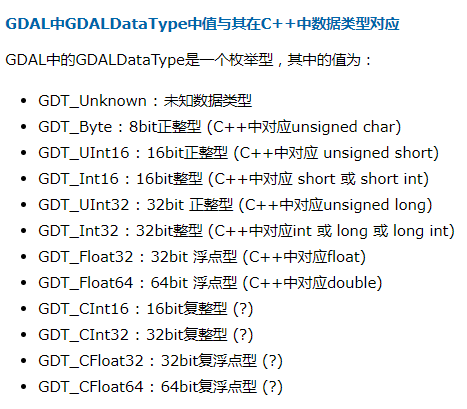 GDAL中GDALDataType中值与其在C++中数据类型对应
GDAL中的GDALDataType是一个枚举型，其中的值为：
• GDT_Unknown : 未知数据类型
• GDT_Byte : 8bit正整型 (C++中对应unsigned char)
• GDT_UInt16 : 16bit正整型 (C++中对应 unsigned short)
• GDT_Int16 : 16bit整型 (C++中对应 short 或 short int)
• GDT_UInt32 : 32bit 正整型 (C++中对应unsigned long)
• GDT_Int32 : 32bit整型 (C++中对应int 或 long 或 long int)
• GDT_Float32 : 32bit 浮点型 (C++中对应float)
• GDT_Float64 : 64bit 浮点型 (C++中对应double)
• GDT_CInt16 : 16bit复整型 (?)
• GDT_CInt32 : 32bit复整型 (?)
• GDT_CFloat32 : 32bit复浮点型 (?)
• GDT_CFloat64 : 64bit复浮点型 (?)